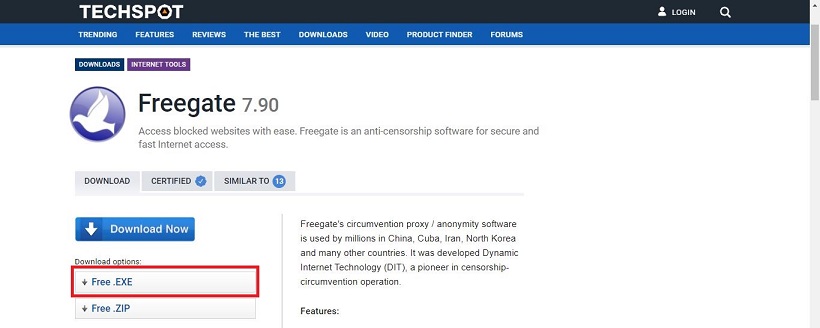 TECHSPOT
LOGIN
TRENDING FEATURES REVIEWS THE BEST DOWNLOADS VIDEO PRODUCT FINDER FORUMS
DOWNLOADS INTERNET TOOLS
Freegate 7.90
Access blocked websites with ease. Freegate is an anti-censorship software for secure and
fast Internet access.
DOWNLOAD CERTIFIED SIMILAR TO 13
Download Now
Download options:
Free .EXE
Free .ZIP
Freegate's circumvention proxy / anonymity software
is used by millions in China, Cuba, Iran, North Korea
and many other countries. It was developed Dynamic
Internet Technology (DIT), a pioneer in censorship-
circumvention operation.
Features: